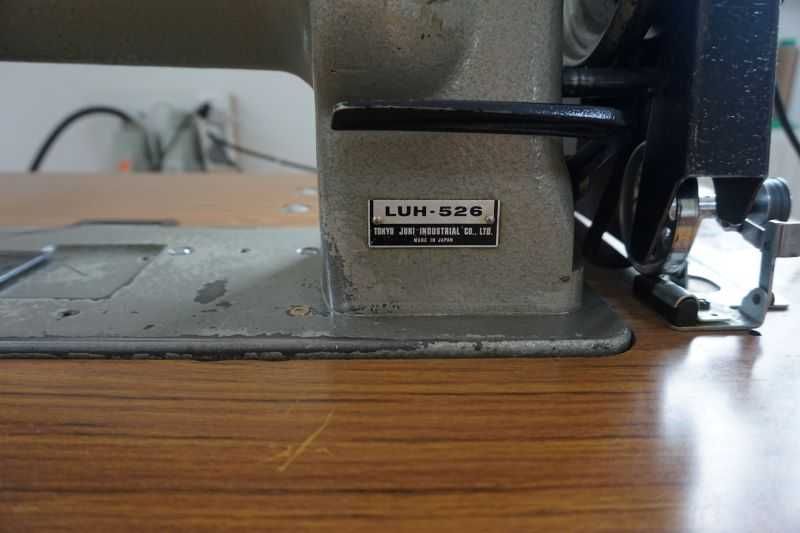 LUH-526
TOKYO JUKI INDUSTRIAL CO., LTD.
MADE IN JAPAN